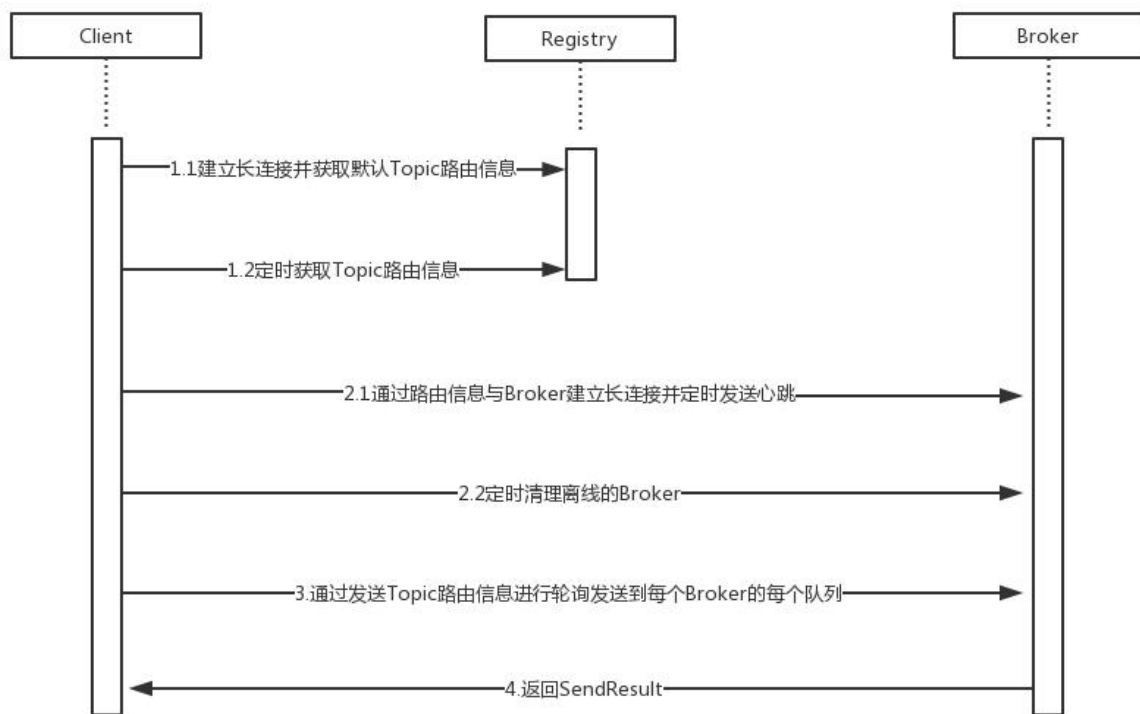 Client
Registry
Broker
1.1建立长连接并获取默认Topic路由信息
1.2定时获取Topic路由信息
2.1通过路由信息与Broker建立长连接并定时发送心跳
2.2定时清理离线的Broker
3.通过发送Topic路由信息进行轮询发送到每个Broker的每个队列
4.返回SendResult